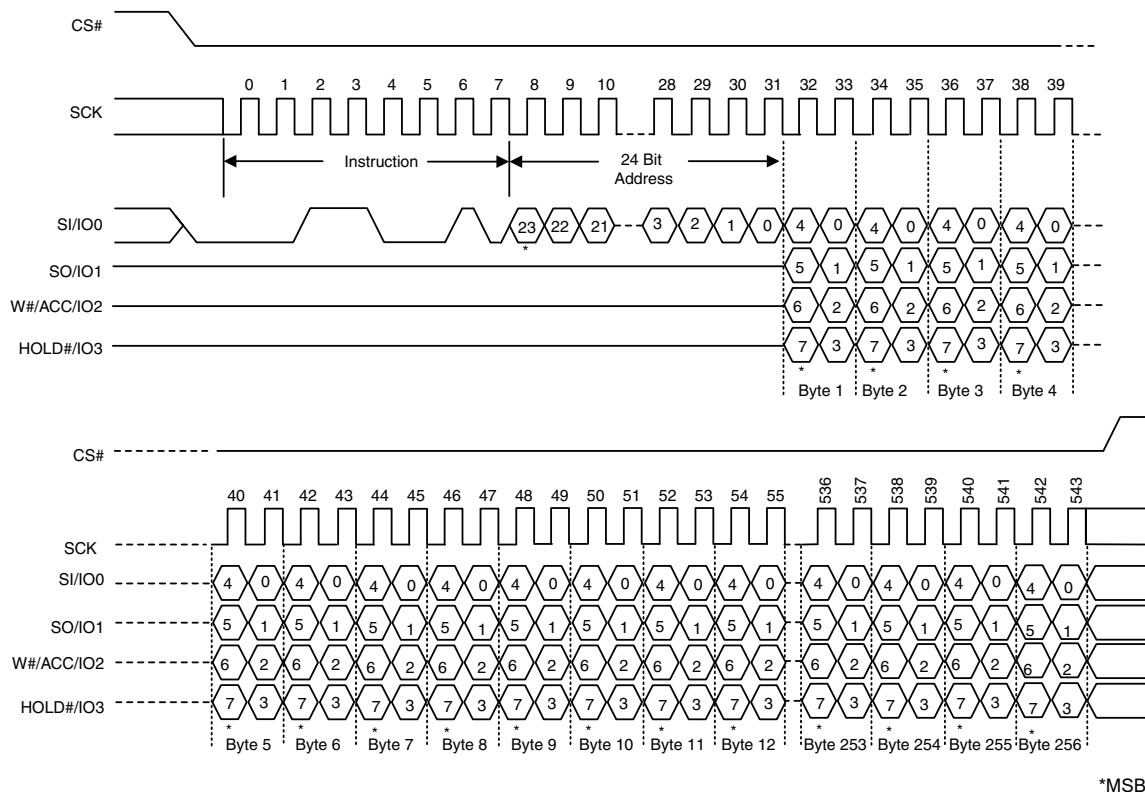 CS#
0 1 2 3 4 5 6 7 8 9 10 28 29 30 31 32 33 34 35 36 37 38 39
SCK
Instruction
24 Bit
Address
SI/IO0 23 22 21 3 2 1 0 4 0 4 0 4 0 4 0
*
SO/IO1 5 1 5 1 5 1 5 1
W#/ACC/IO2 6 2 6 2 6 2 6 2
HOLD#/IO3 7 3 7 3 7 3 7 3
* * * *
Byte 1 Byte 2 Byte 3 Byte 4
CS#
40 41 42 43 44 45 46 47 48 49 50 51 52 53 54 55 536 537 538 539 540 541 542 543
SCK
SI/IO0 4 0 4 0 4 0 4 0 4 0 4 0 4 0 4 0 4 0 4 0 4 0 4 0
SO/IO1 5 1 5 1 5 1 5 1 5 1 5 1 5 1 5 1 5 1 5 1 5 1 5 1
W#/ACC/IO2 6 2 6 2 6 2 6 2 6 2 6 2 6 2 6 2 6 2 6 2 6 2 6 2
HOLD#/IO3 7 3 7 3 7 3 7 3 7 3 7 3 7 3 7 3 7 3 7 3 7 3 7 3
* * * * * * * * * * * *
Byte 5 Byte 6 Byte 7 Byte 8 Byte 9 Byte 10 Byte 11 Byte 12 Byte 253 Byte 254 Byte 255 Byte 256
*MSB